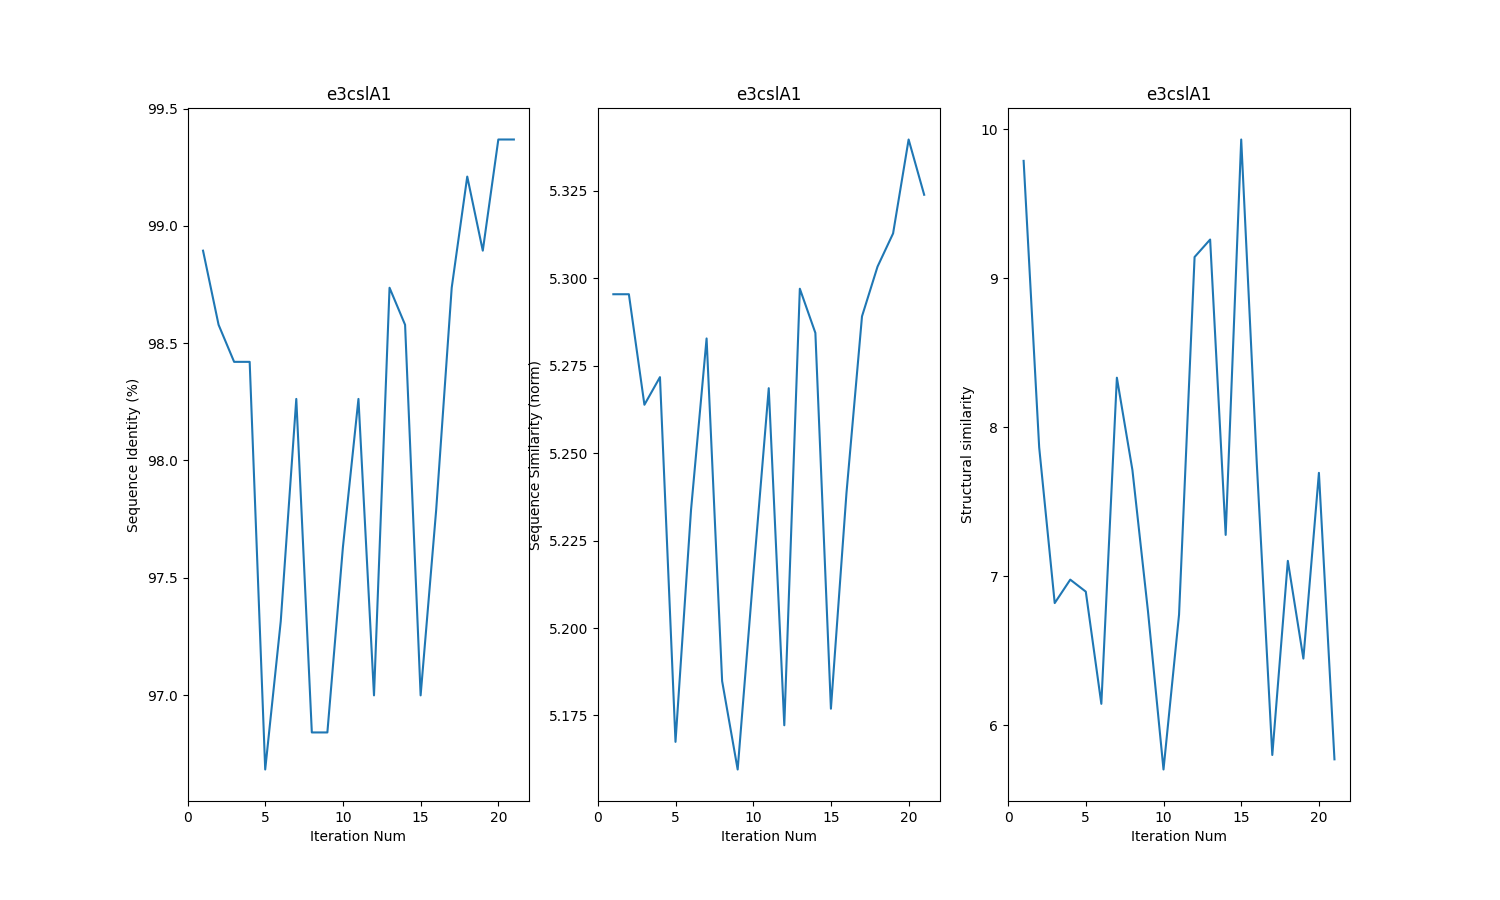 e3cslA1
99.5
99.0
98.5
98.0
97.5
97.0
Sequence Identity (%)
0 5 10 15 20
Iteration Num
e3cslA1
5.325
5.300
5.275
5.250
5.225
5.200
5.175
Sequence Similarity (norm)
0 5 10 15 20
Iteration Num
e3cslA1
10
9
8
7
6
Structural similarity
0 5 10 15 20
Iteration Num